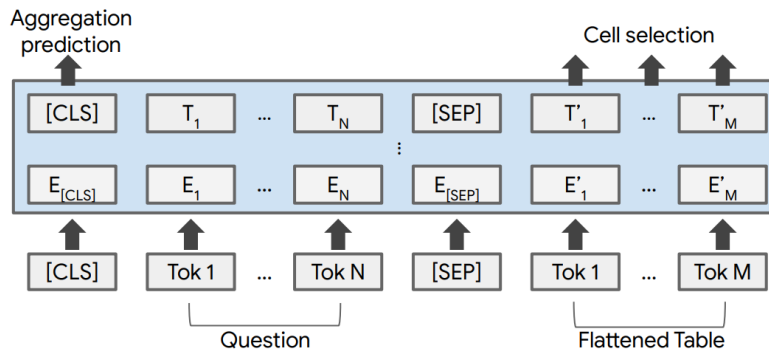 Aggregation
prediction
Cell selection
[CLS] T1 ... TN [SEP] T'1 ... T'M
...
E[CLS] E1 ... EN E[SEP] E'1 ... E'M
[CLS] Tok 1 ... Tok N [SEP] Tok 1 ... Tok M
Question
Flattened Table